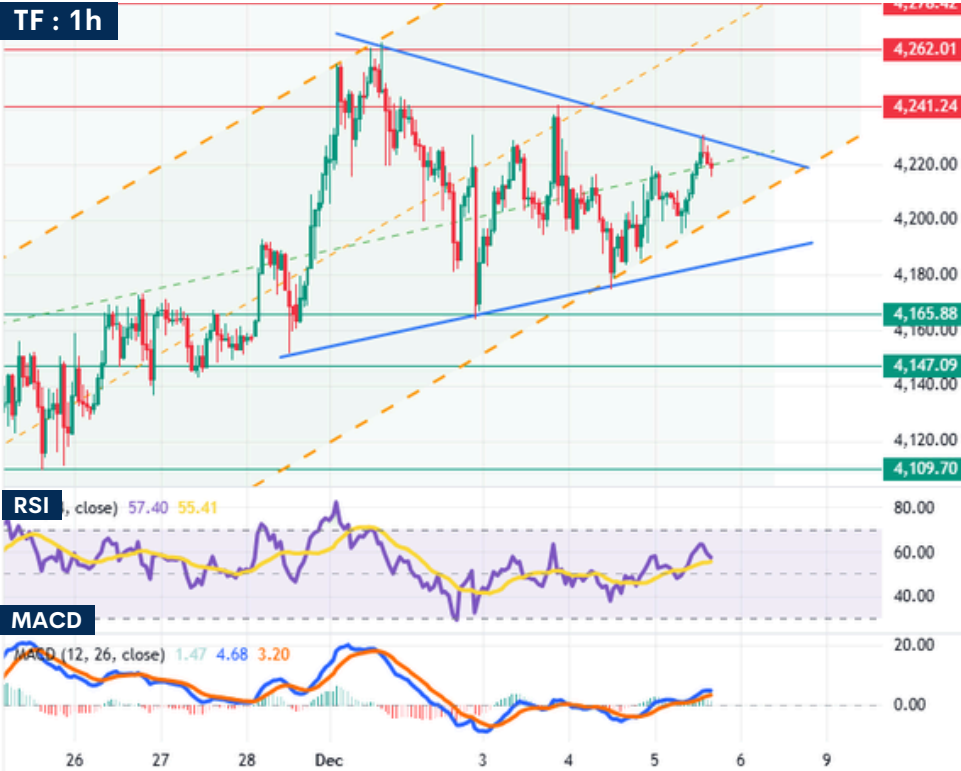 TF : 1h
4,278.42
4,262.01
4,241.24
4,220.00
4,200.00
4,180.00
4,165.88
4,160.00
4,147.09
4,140.00
4,120.00
4,109.70
RSI
, close) 57.40 55.41
80.00
60.00
40.00
MACD
MACD (12, 26, close) 1.47 4.68 3.20
20.00
0.00
26 27 28 Dec 3 4 5 6 9